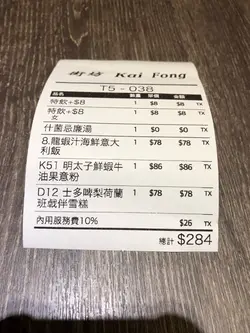 街坊 Kai Fong
T5 - 038
品名 數量 單價 金額
特飲+$8 1 $8 $8 TX
特飲+$8 1 $8 $8 TX
女
什菌忌廉湯 1 $0 $0 TX
8.龍蝦汁海鮮意大 1 $78 $78 TX
利飯
K51 明太子鮮蝦牛 1 $86 $86 TX
油果意粉
D12 士多啤梨荷蘭 1 $78 $78 TX
班戟伴雪糕
內用服務費10% $26 TX
總計 $284